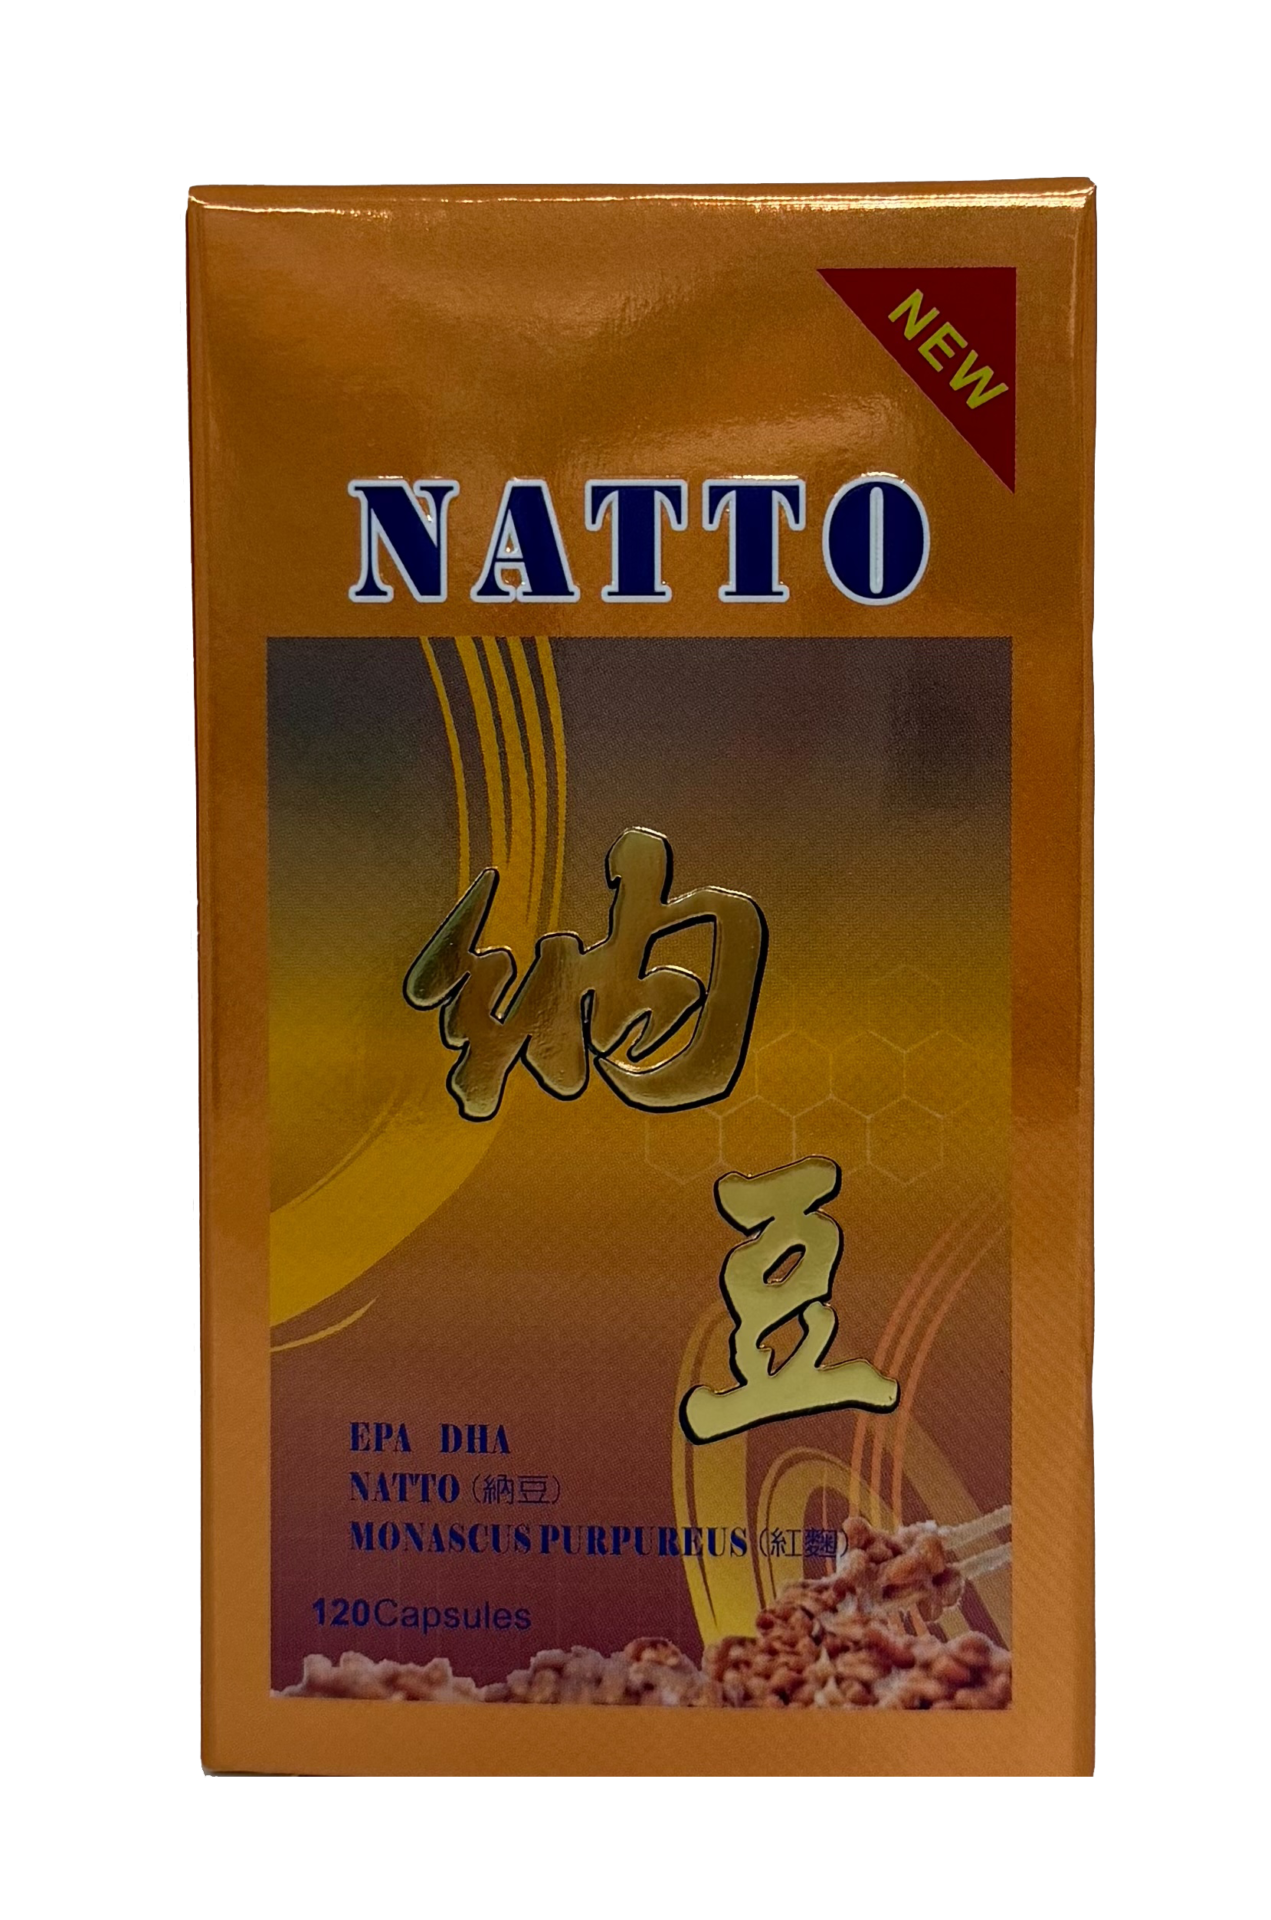 NEW
NATTO
納
豆
EPA DHA
NATTO（納豆）
MONASCUS PURPUREUS（紅麴）
120Capsules